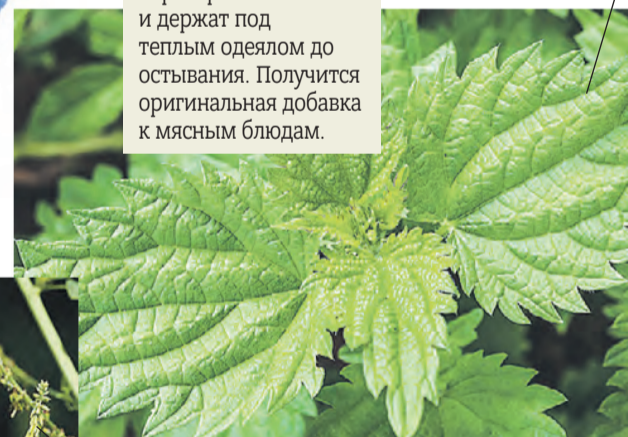 и держат под
теплым одеялом до
остывания. Получится
оригинальная добавка
к мясным блюдам.